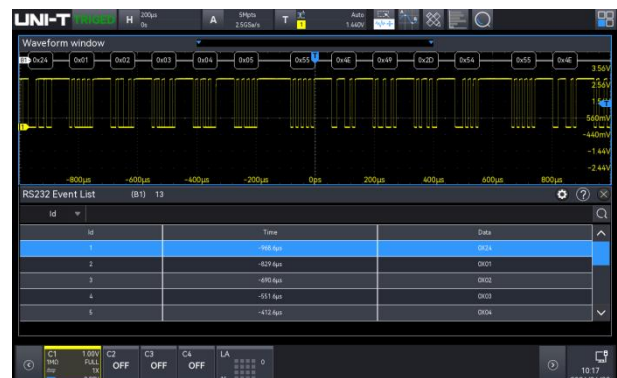 UNI-T TRIGED H 200μs 0s A 5Mpts 2.5GSa/s T 1 Auto 1.440V
Waveform window
B1 0x24 0x01 0x02 0x03 0x04 0x05 0x55 T 0x4E 0x49 0x2D 0x54 0x55 0x4E
3.56V
2.56V
T
560mV
1 -440mV
-1.44V
-2.44V
-800μs -600μs -400μs -200μs 0ps 200μs 400μs 600μs 800μs
RS232 Event List (B1) 13 ?
Id
Id Time Data
1 -968.6μs 0X24
2 -829.6μs 0X01
3 -690.6μs 0X02
4 -551.6μs 0X03
5 -412.6μs 0X04
C1 1.00V C2 C3 C4 LA
1MΩ FULL OFF OFF OFF 0
1X
10:17